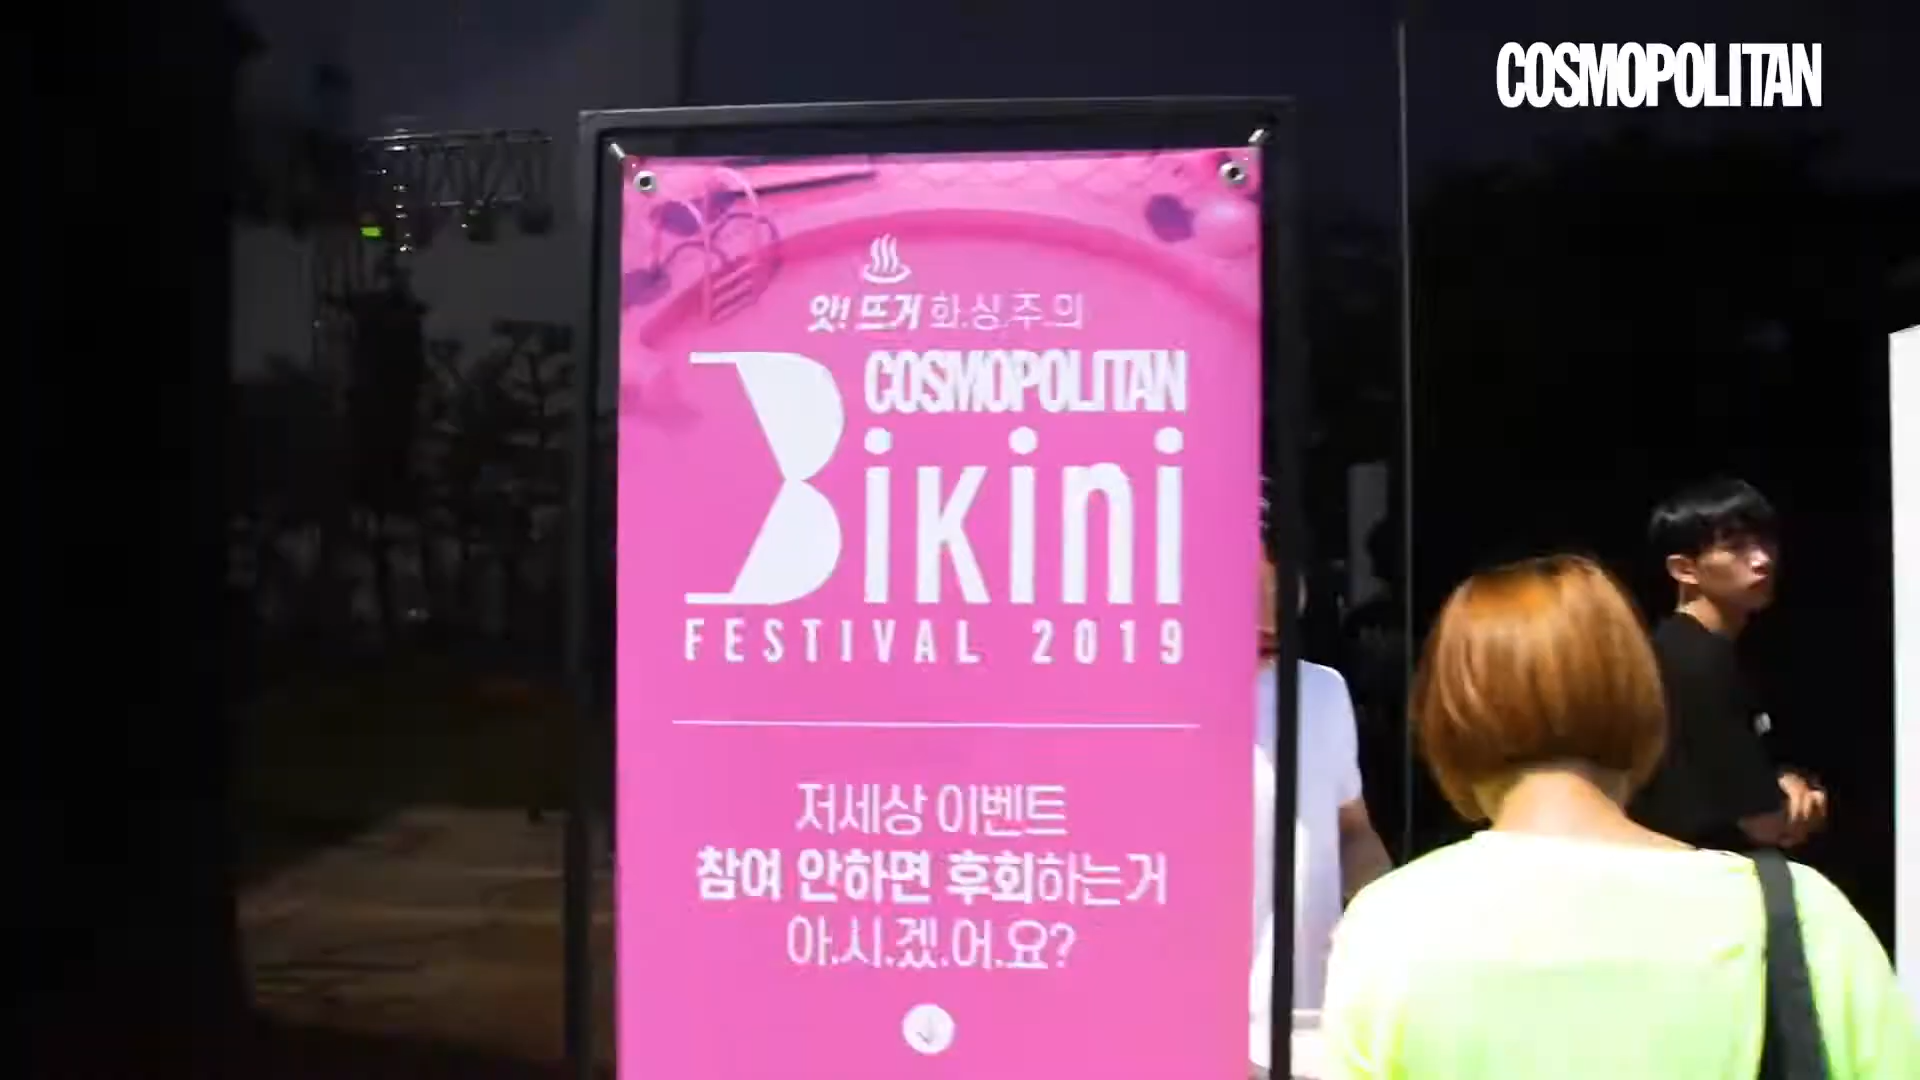 COSMOPOLITAN
앗! 뜨거 화.상.주.의
COSMOPOLITAN
Bikini
FESTIVAL 2019
저세상 이벤트
참여 안하면 후회하는거
아.시.겠.어.요?